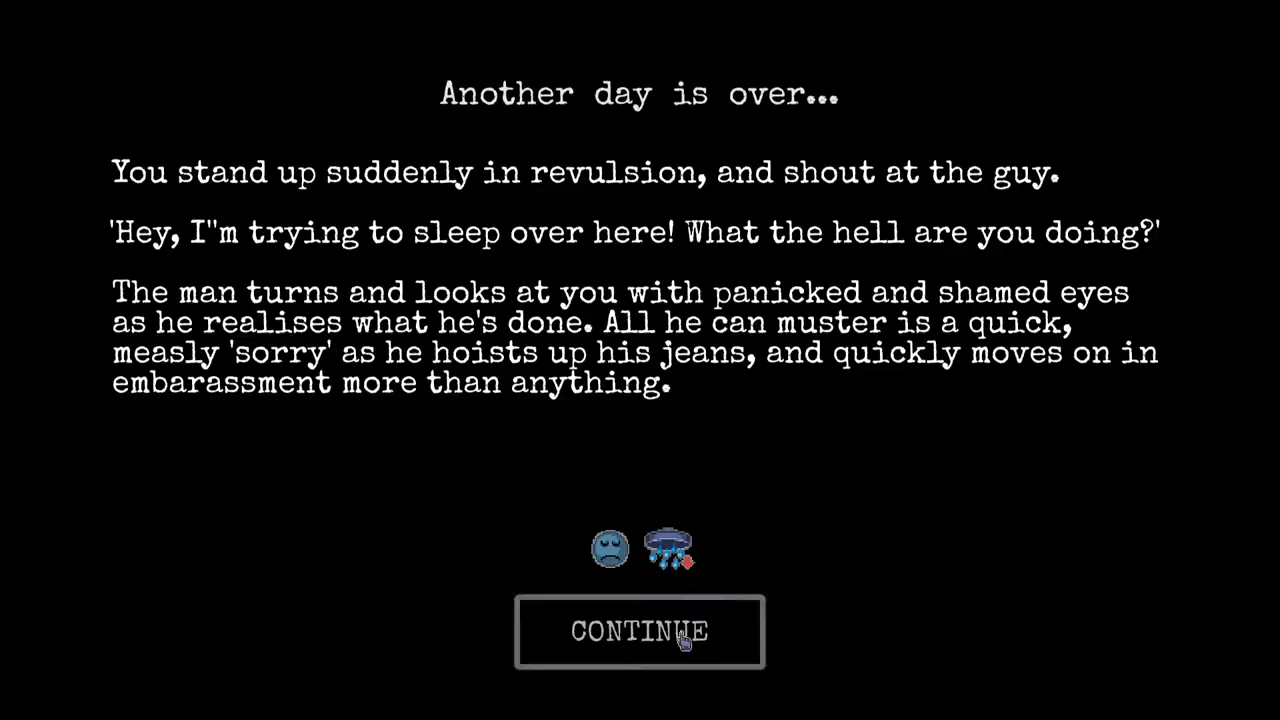 Another day is over...
You stand up suddenly in revulsion, and shout at the guy.
'Hey, I"m trying to sleep over here! What the hell are you doing?'
The man turns and looks at you with panicked and shamed eyes
as he realises what he's done. All he can muster is a quick,
measly 'sorry' as he hoists up his jeans, and quickly moves on in
embarassment more than anything.
CONTINUE